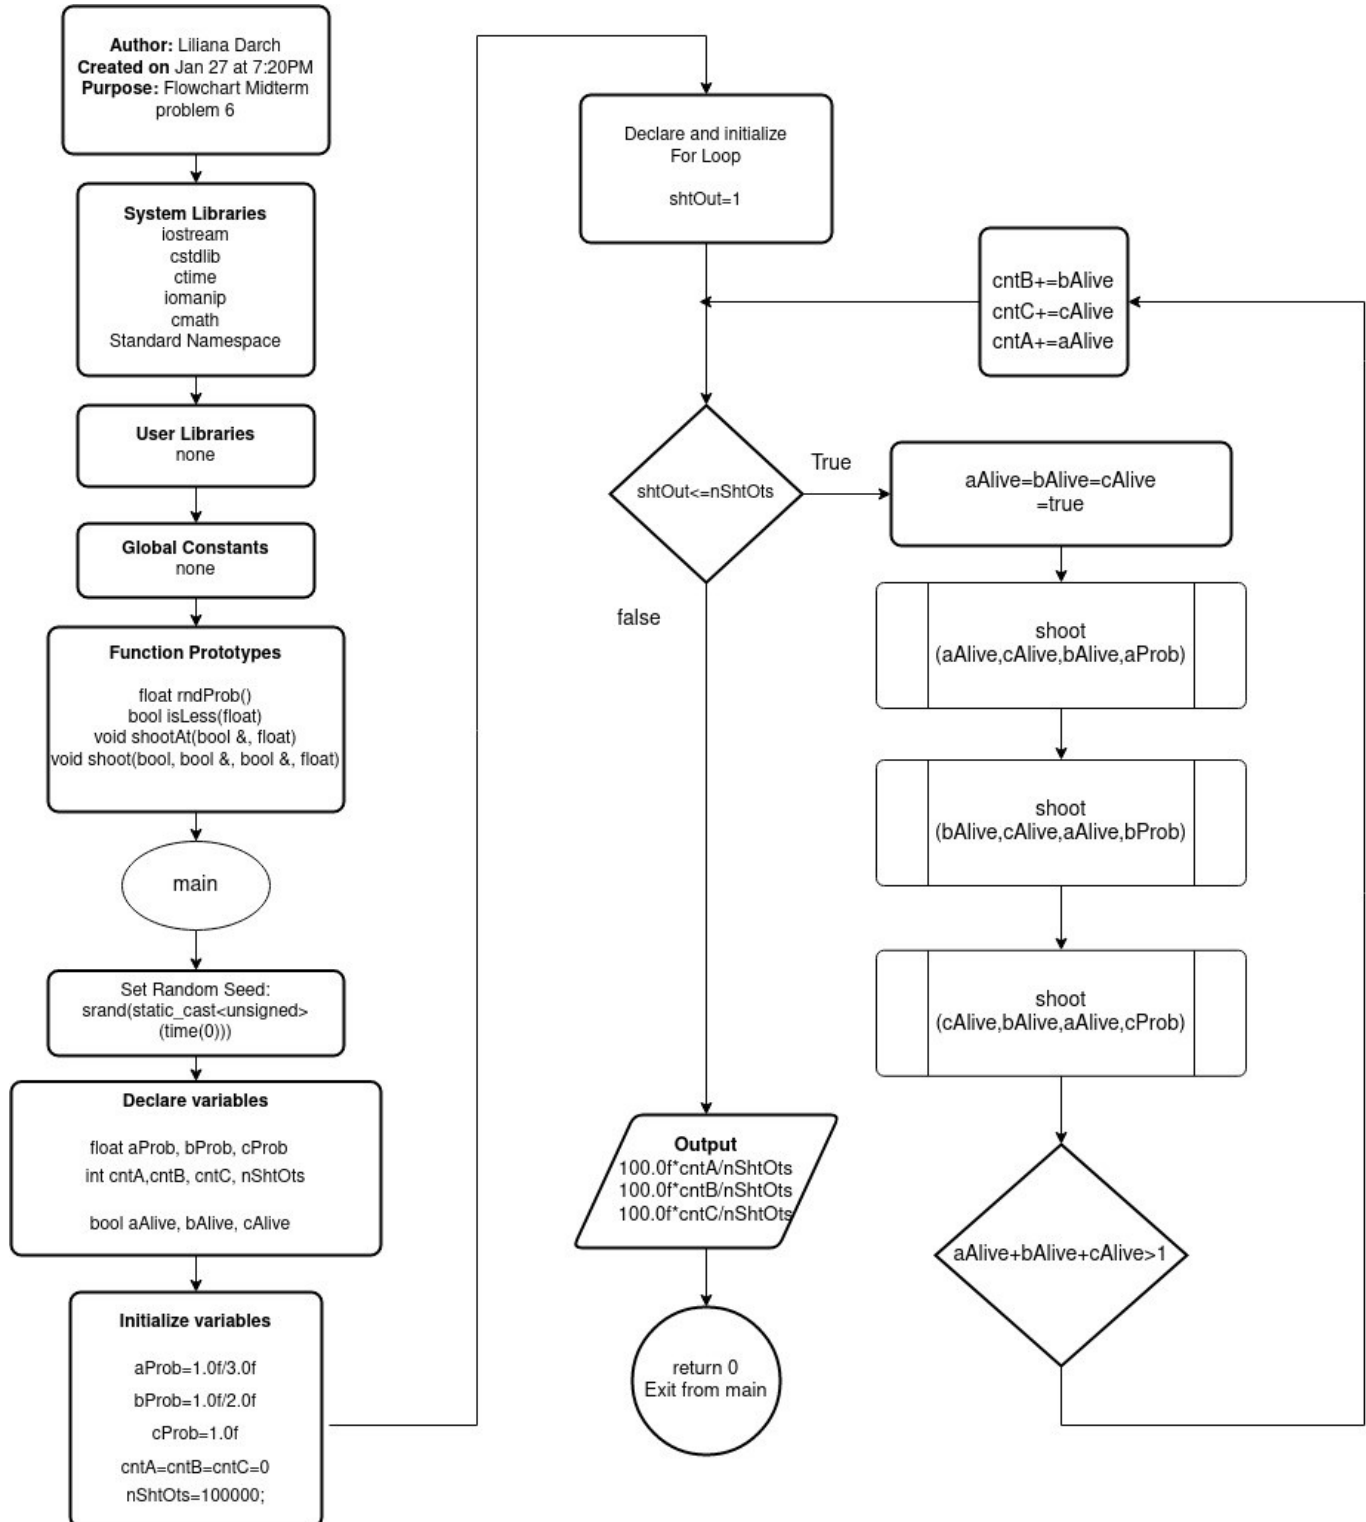 Author: Liliana Darch
Created on Jan 27 at 7:20PM
Purpose: Flowchart Midterm
problem 6
System Libraries
iostream
cstdlib
ctime
iomanip
cmath
Standard Namespace
User Libraries
none
Global Constants
none
Function Prototypes
float rndProb()
bool isLess(float)
void shootAt(bool &, float)
void shoot(bool, bool &, bool &, float)
main
Set Random Seed:
srand(static_cast<unsigned>
(time(0)))
Declare variables
float aProb, bProb, cProb
int cntA,cntB, cntC, nShtOts
bool aAlive, bAlive, cAlive
Initialize variables
aProb=1.0f/3.0f
bProb=1.0f/2.0f
cProb=1.0f
cntA=cntB=cntC=0
nShtOts=100000;
Declare and initialize
For Loop
shtOut=1
cntB+=bAlive
cntC+=cAlive
cntA+=aAlive
shtOut<=nShtOts
True
false
aAlive=bAlive=cAlive
=true
shoot
(aAlive,cAlive,bAlive,aProb)
shoot
(bAlive,cAlive,aAlive,bProb)
shoot
(cAlive,bAlive,aAlive,cProb)
aAlive+bAlive+cAlive>1
Output
100.0f*cntA/nShtOts
100.0f*cntB/nShtOts
100.0f*cntC/nShtOts
return 0
Exit from main